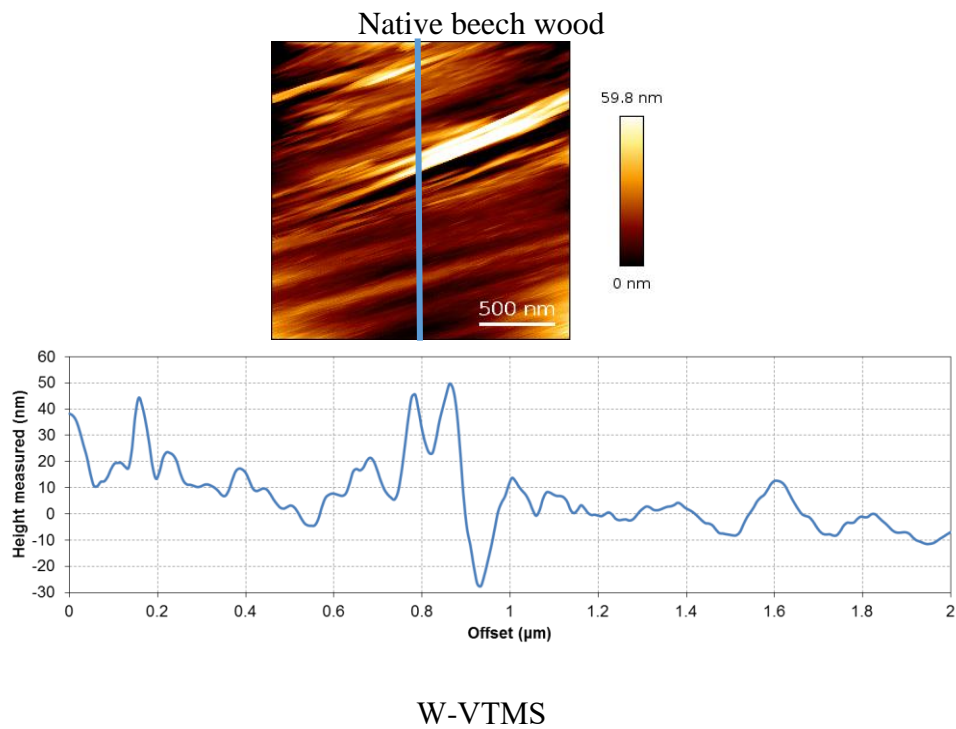 Native beech wood
59.8 nm
0 nm
500 nm
60
50
40
30
20
10
0
-10
-20
-30
Height measured (nm)
0 0.2 0.4 0.6 0.8 1 1.2 1.4 1.6 1.8 2
Offset (µm)
W-VTMS